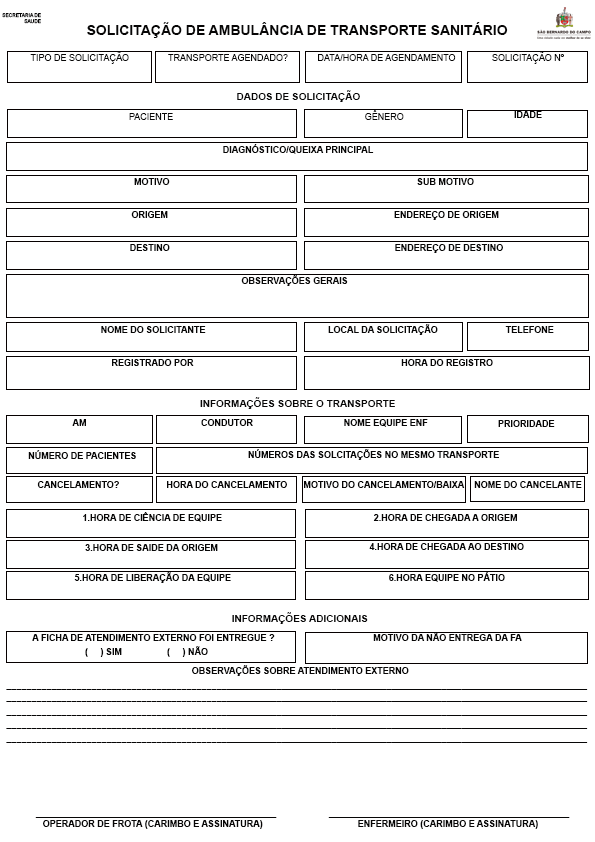 SECRETARIA DE
SAUDE
SOLICITAÇÃO DE AMBULÂNCIA DE TRANSPORTE SANITÁRIO
SÃO BERNARDO DO CAMPO
TIPO DE SOLICITAÇÃO TRANSPORTE AGENDADO? DATA/HORA DE AGENDAMENTO SOLICITAÇÃO Nº
DADOS DE SOLICITAÇÃO
PACIENTE GÊNERO IDADE
DIAGNÓSTICO/QUEIXA PRINCIPAL
MOTIVO SUB MOTIVO
ORIGEM ENDEREÇO DE ORIGEM
DESTINO ENDEREÇO DE DESTINO
OBSERVAÇÕES GERAIS
NOME DO SOLICITANTE LOCAL DA SOLICITAÇÃO TELEFONE
REGISTRADO POR HORA DO REGISTRO
INFORMAÇÕES SOBRE O TRANSPORTE
AM CONDUTOR NOME EQUIPE ENF PRIORIDADE
NÚMERO DE PACIENTES NÚMEROS DAS SOLCITAÇÕES NO MESMO TRANSPORTE
CANCELAMENTO? HORA DO CANCELAMENTO MOTIVO DO CANCELAMENTO/BAIXA NOME DO CANCELANTE
1.HORA DE CIÊNCIA DE EQUIPE 2.HORA DE CHEGADA A ORIGEM
3.HORA DE SAIDE DA ORIGEM 4.HORA DE CHEGADA AO DESTINO
5.HORA DE LIBERAÇÃO DA EQUIPE 6.HORA EQUIPE NO PÁTIO
INFORMAÇÕES ADICIONAIS
A FICHA DE ATENDIMENTO EXTERNO FOI ENTREGUE ? MOTIVO DA NÃO ENTREGA DA FA
( ) SIM ( ) NÃO
OBSERVAÇÕES SOBRE ATENDIMENTO EXTERNO
OPERADOR DE FROTA (CARIMBO E ASSINATURA) ENFERMEIRO (CARIMBO E ASSINATURA)